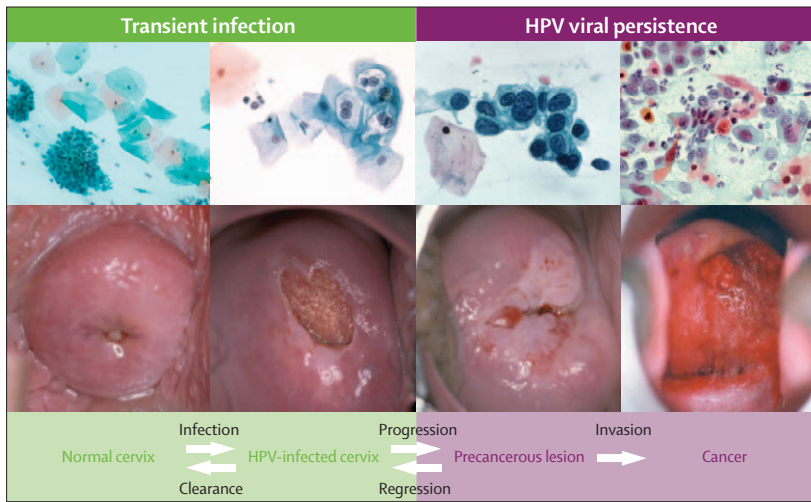 Transient infection
HPV viral persistence
Infection
Progression
Invasion
Normal cervix
HPV-infected cervix
Precancerous lesion
Cancer
Clearance
Regression